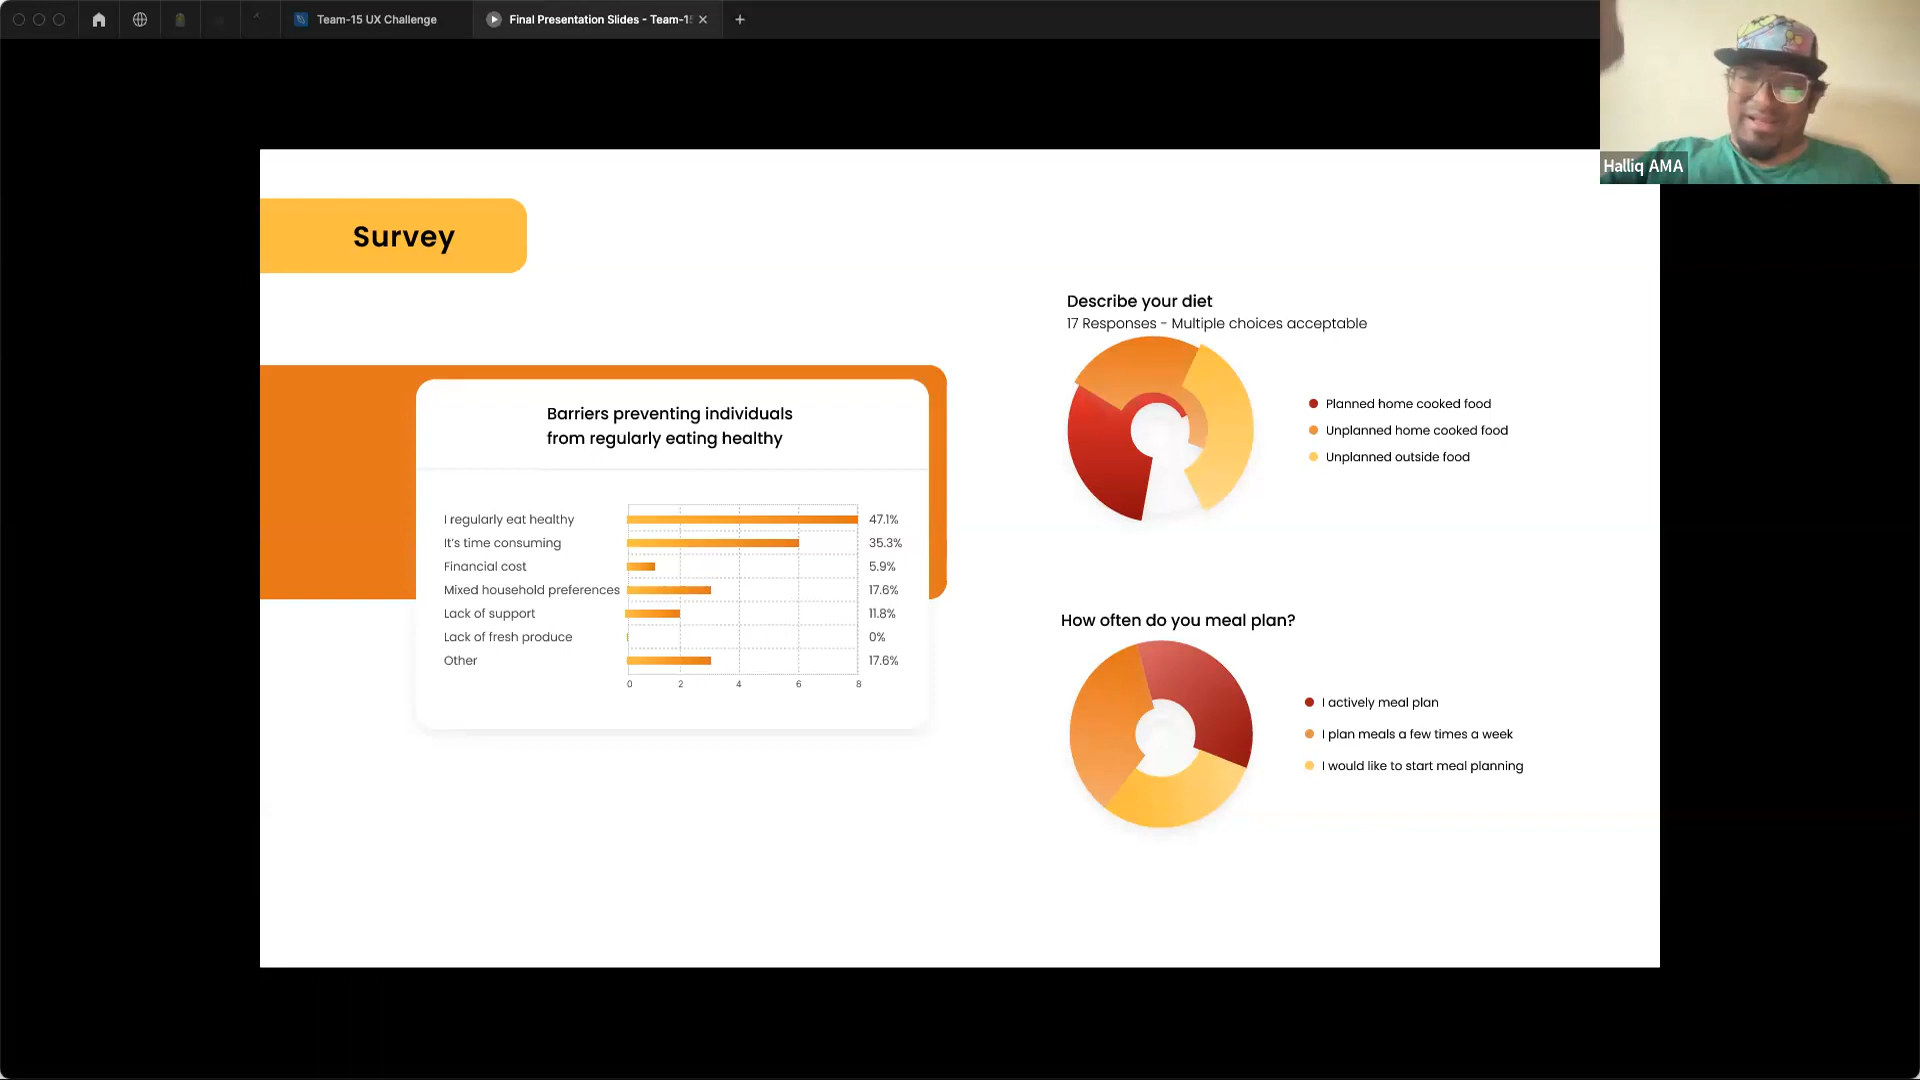 Team-15 UX Challenge
Final Presentation Slides - Team-1
Halliq AMA
Survey
Barriers preventing individuals
from regularly eating healthy
I regularly eat healthy 47.1%
It's time consuming 35.3%
Financial cost 5.9%
Mixed household preferences 17.6%
Lack of support 11.8%
Lack of fresh produce 0%
Other 17.6%
0 2 4 6 8
Describe your diet
17 Responses - Multiple choices acceptable
Planned home cooked food
Unplanned home cooked food
Unplanned outside food
How often do you meal plan?
I actively meal plan
I plan meals a few times a week
I would like to start meal planning